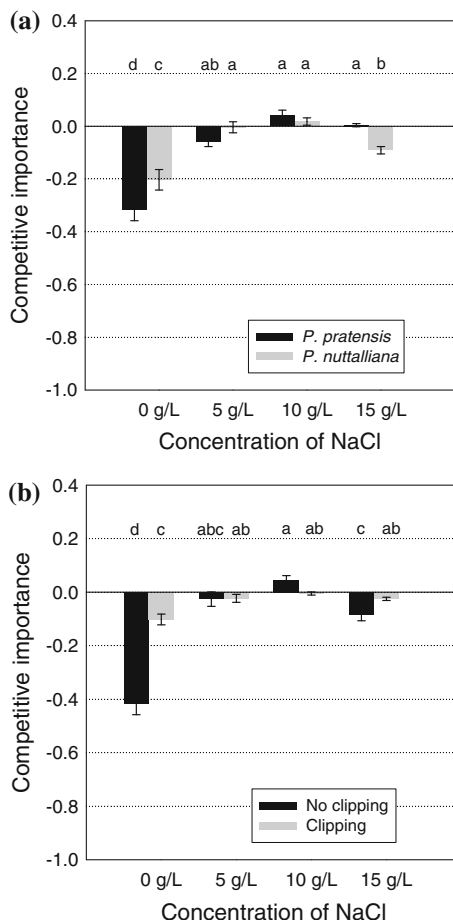 (a)
0.4
d c ab a a a a b
0.2
0.0
-0.2
-0.4
-0.6
-0.8
-1.0
Competitive importance
P. pratensis
P. nuttalliana
0 g/L 5 g/L 10 g/L 15 g/L
Concentration of NaCl
(b)
0.4
d c abc ab a ab c ab
0.2
0.0
-0.2
-0.4
-0.6
-0.8
-1.0
Competitive importance
No clipping
Clipping
0 g/L 5 g/L 10 g/L 15 g/L
Concentration of NaCl